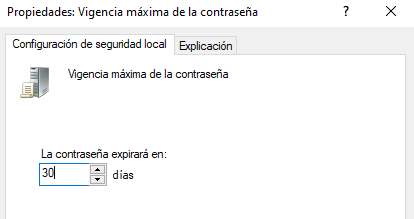 Propiedades: Vigencia máxima de la contraseña ? ✕
Configuración de seguridad local Explicación
Vigencia máxima de la contraseña
La contraseña expirará en:
30 días